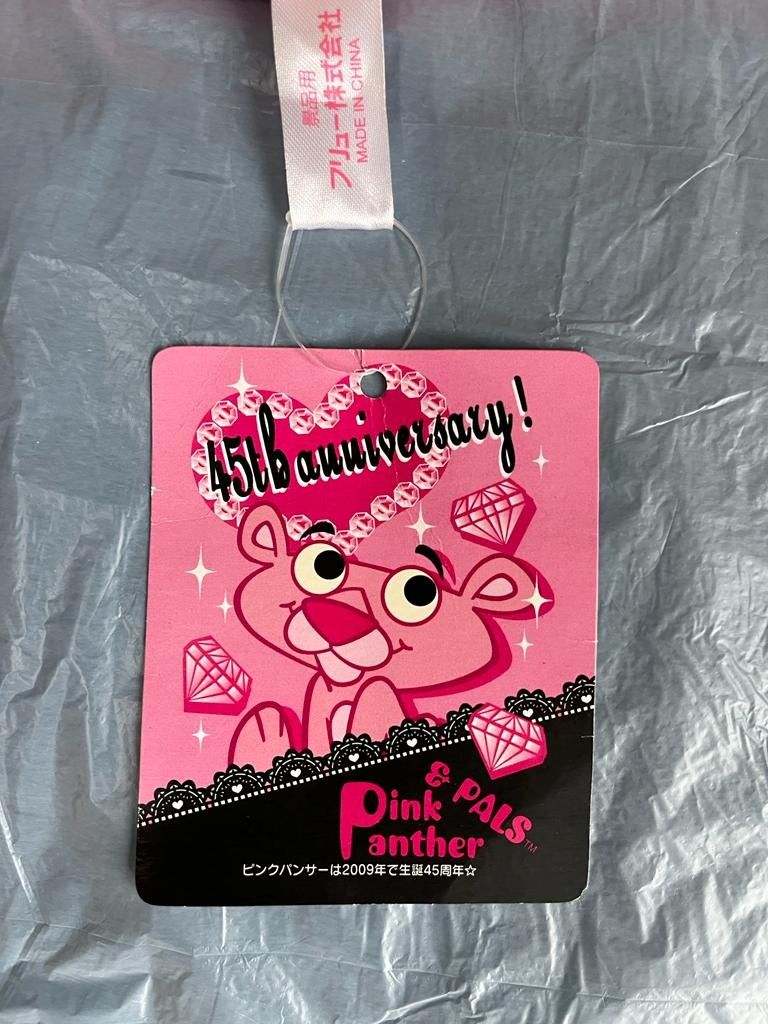 景品用
フリュー株式会社
MADE IN CHINA
45th anniversary!
& PALS™
Pink
Panther
ピンクパンサーは2009年で生誕45周年☆